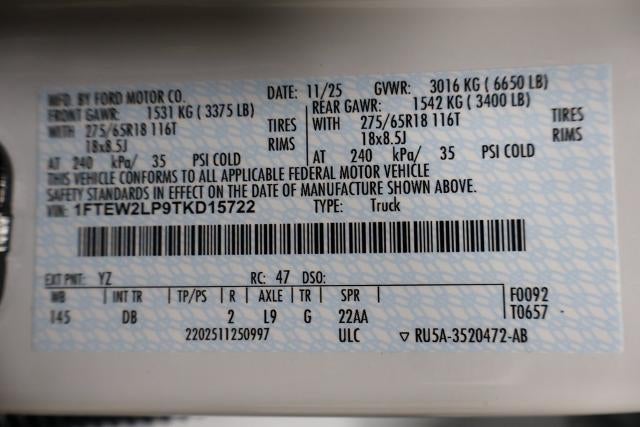 MFD. BY FORD MOTOR CO. DATE: 11/25 GVWR: 3016 KG ( 6650 LB)
FRONT GAWR: 1531 KG ( 3375 LB) REAR GAWR: 1542 KG ( 3400 LB)
WITH 275/65R18 116T TIRES WITH 275/65R18 116T TIRES
18x8.5J RIMS 18x8.5J RIMS
AT 240 kPa/ 35 PSI COLD AT 240 kPa/ 35 PSI COLD
THIS VEHICLE CONFORMS TO ALL APPLICABLE FEDERAL MOTOR VEHICLE
SAFETY STANDARDS IN EFFECT ON THE DATE OF MANUFACTURE SHOWN ABOVE.
VIN: 1FTEW2LP9TKD15722 TYPE: Truck
EXT PNT: YZ RC: 47 DSO:
WB INT TR TP/PS R AXLE TR SPR F0092
145 DB 2 L9 G 22AA T0657
2202511250997 ULC ▽ RU5A-3520472-AB